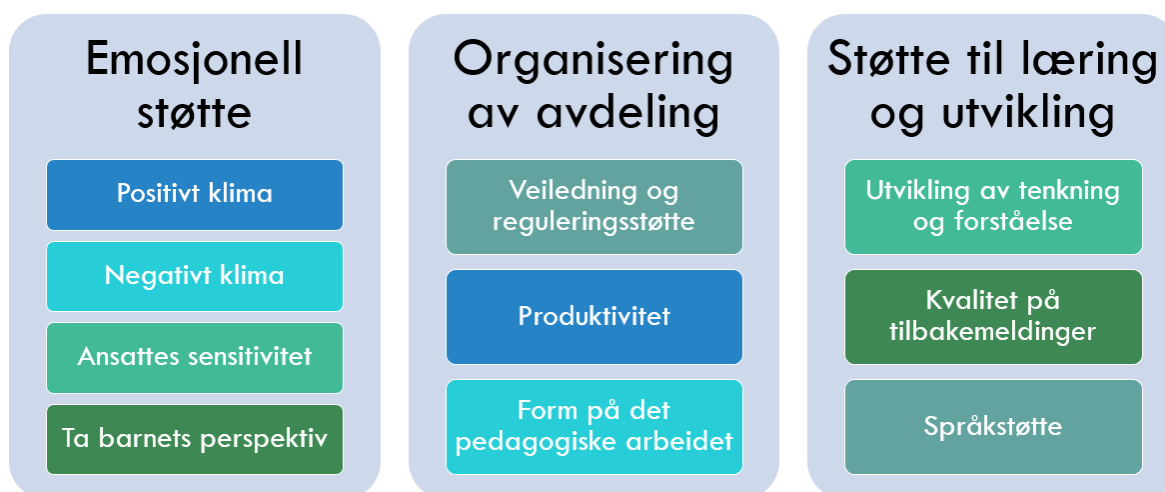 Emosjonell
støtte
Positivt klima
Negativt klima
Ansattes sensitivitet
Ta barnets perspektiv
Organisering
av avdeling
Veiledning og
reguleringsstøtte
Produktivitet
Form på det
pedagogiske arbeidet
Støtte til læring
og utvikling
Utvikling av tenkning
og forståelse
Kvalitet på
tilbakemeldinger
Språkstøtte